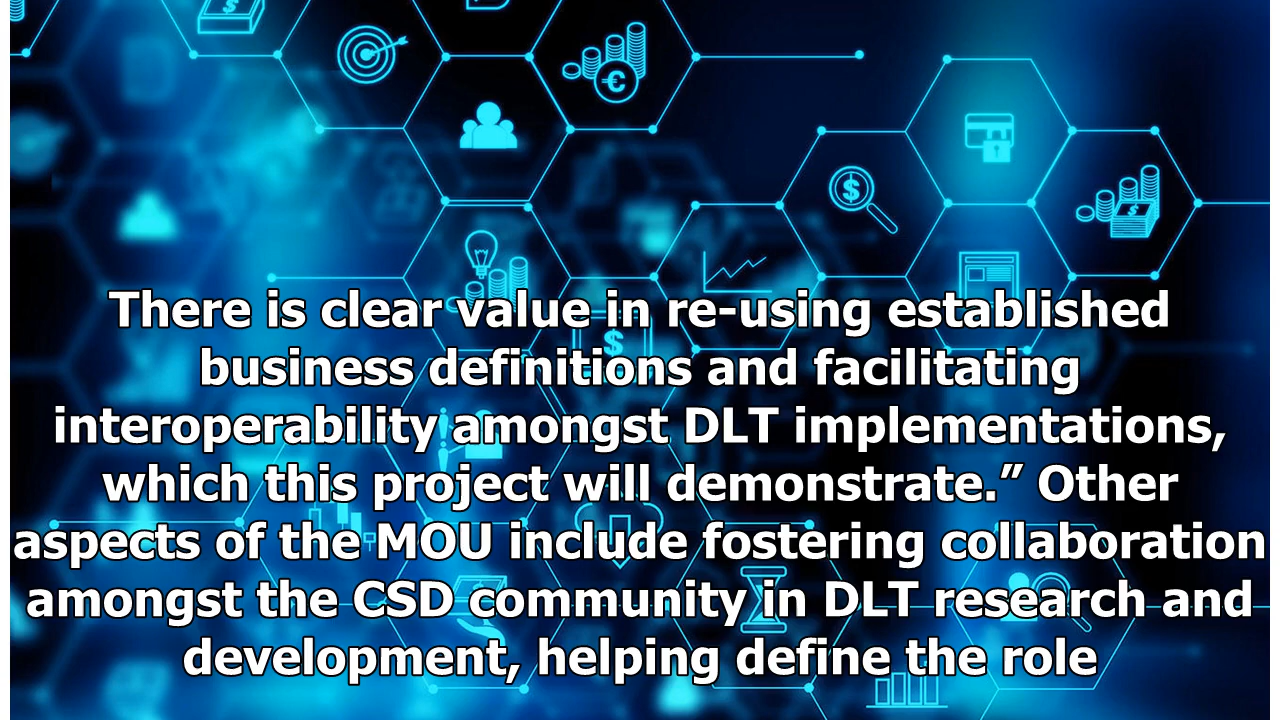 There is clear value in re-using established
business definitions and facilitating
interoperability amongst DLT implementations,
which this project will demonstrate.” Other
aspects of the MOU include fostering collaboration
amongst the CSD community in DLT research and
development, helping define the role